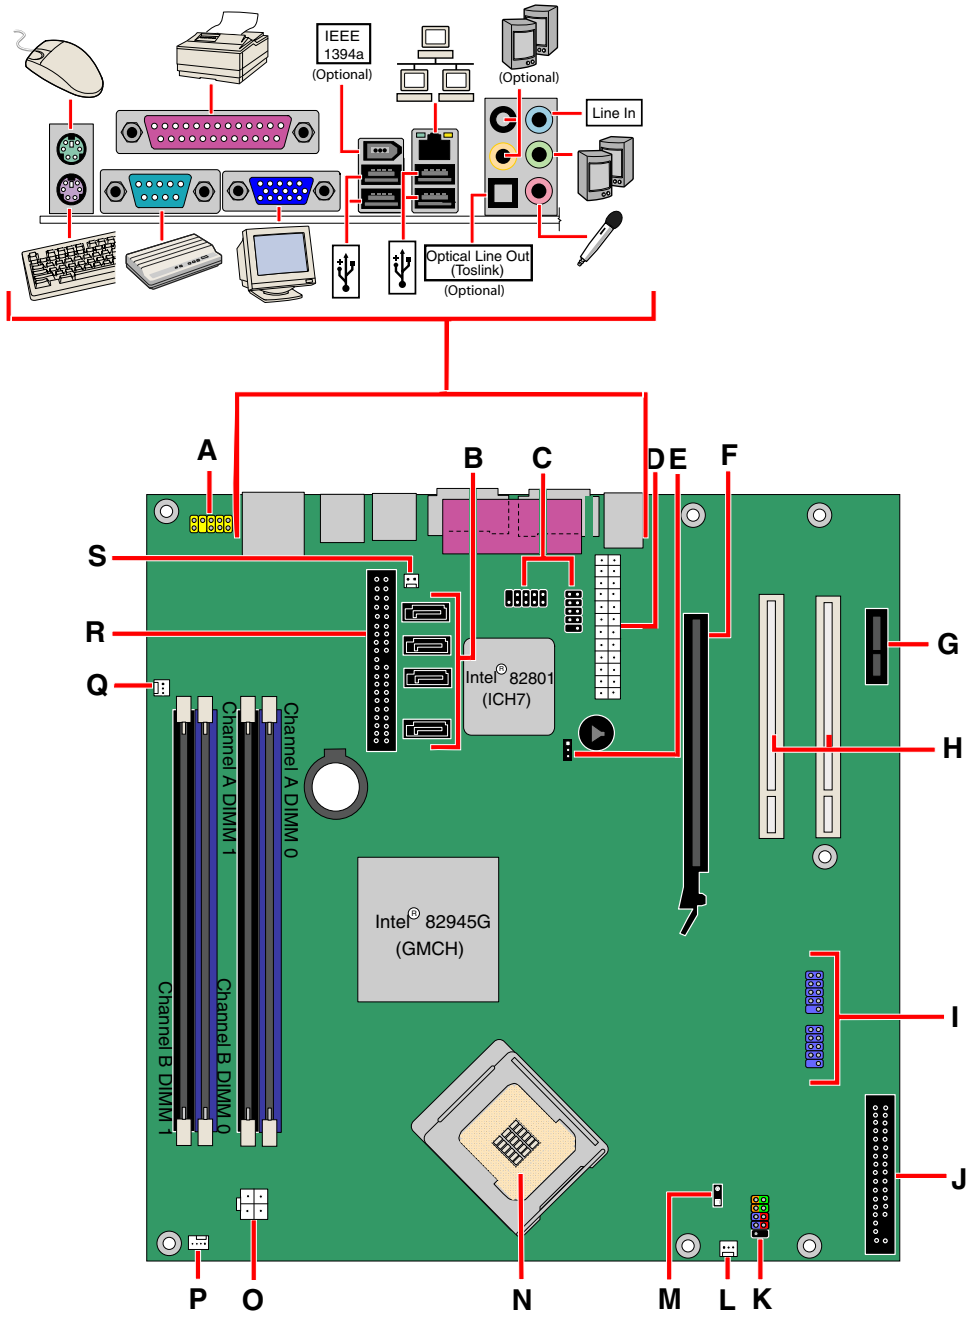 IEEE
1394a
(Optional)
(Optional)
Line In
Optical Line Out
(Toslink)
(Optional)
A
B
C
D
E
F
S
R
Intel® 82801
(ICH7)
G
Q
H
Channel A DIMM 1
Channel A DIMM 0
Intel® 82945G
(GMCH)
Channel B DIMM 1
Channel B DIMM 0
I
J
M
P
O
N
M
L
K